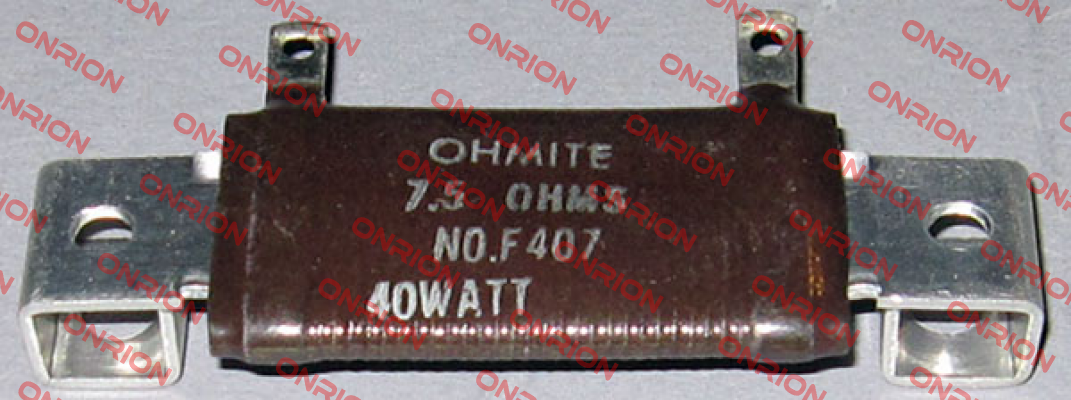 OHMITE
7.5 OHMS
NO.F407
40WATT
ONRION